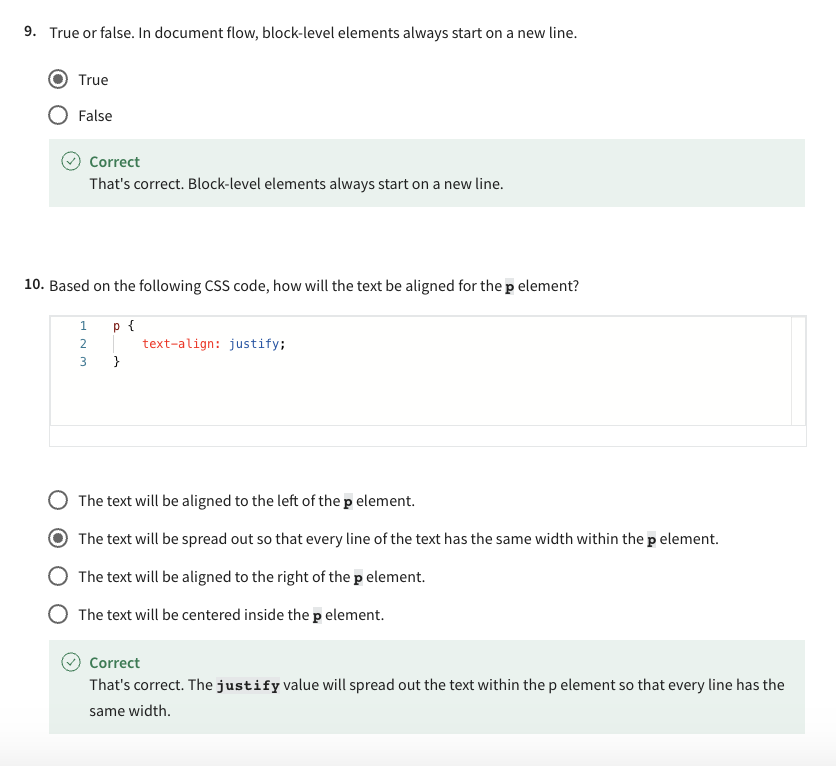 9. True or false. In document flow, block-level elements always start on a new line.
True
False
Correct
That's correct. Block-level elements always start on a new line.
10. Based on the following CSS code, how will the text be aligned for the p element?
1 p {
2 text-align: justify;
3 }
The text will be aligned to the left of the p element.
The text will be spread out so that every line of the text has the same width within the p element.
The text will be aligned to the right of the p element.
The text will be centered inside the p element.
Correct
That's correct. The justify value will spread out the text within the p element so that every line has the
same width.